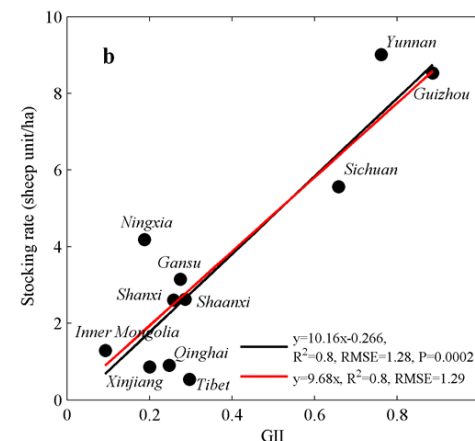 b
Stocking rate (sheep unit/ha)
10
8
6
4
2
0
Yunnan
Guizhou
Sichuan
Ningxia
Gansu
Shanxi
Shaanxi
Inner Mongolia
Qinghai
Xinjiang
Tibet
y=10.16x-0.266,
R²=0.8, RMSE=1.28, P=0.0002
y=9.68x, R²=0.8, RMSE=1.29
0 0.2 0.4 0.6 0.8
GII